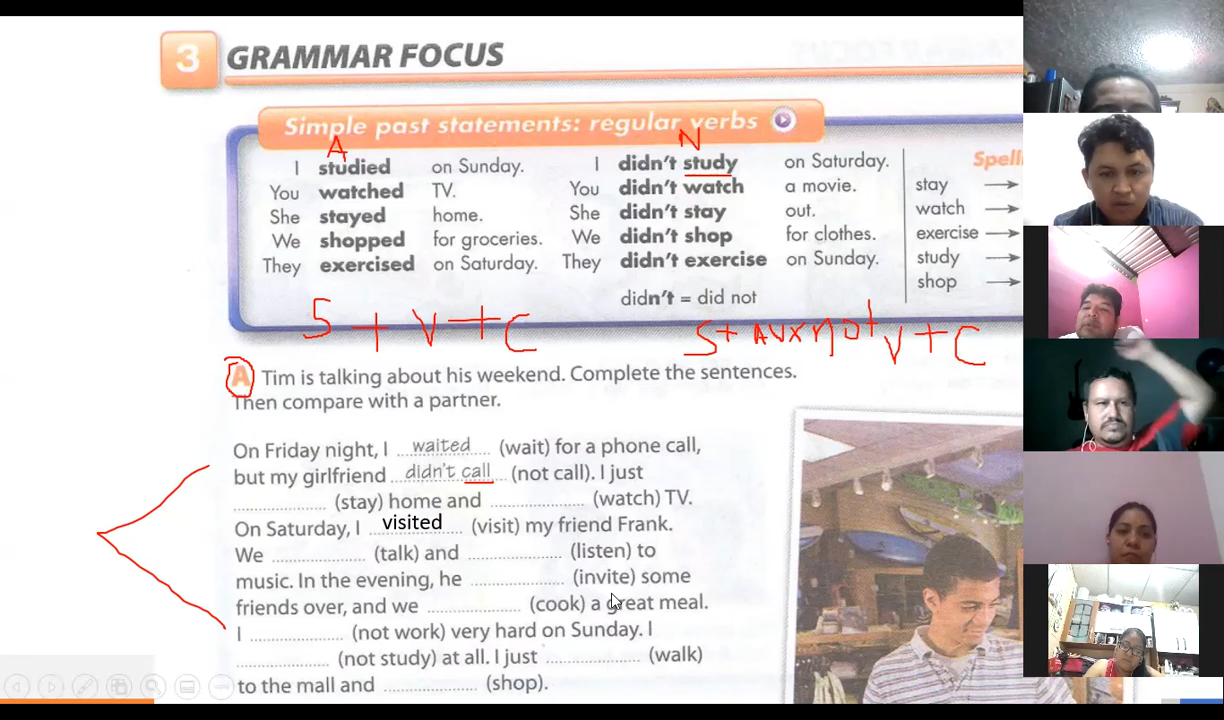 3 GRAMMAR FOCUS
Simple past statements: regular verbs
A N
I studied on Sunday. I didn't study on Saturday. Spell
You watched TV. You didn't watch a movie. stay →
She stayed home. She didn't stay out. watch →
We shopped for groceries. We didn't shop for clothes. exercise →
They exercised on Saturday. They didn't exercise on Sunday. study →
shop →
didn't = did not
S + V + C S + AUX not + V + C
A Tim is talking about his weekend. Complete the sentences.
Then compare with a partner.
On Friday night, I waited (wait) for a phone call,
but my girlfriend didn't call (not call). I just
(stay) home and (watch) TV.
On Saturday, I visited (visit) my friend Frank.
We (talk) and (listen) to
music. In the evening, he (invite) some
friends over, and we (cook) a great meal.
I (not work) very hard on Sunday. I
(not study) at all. I just (walk)
to the mall and (shop).